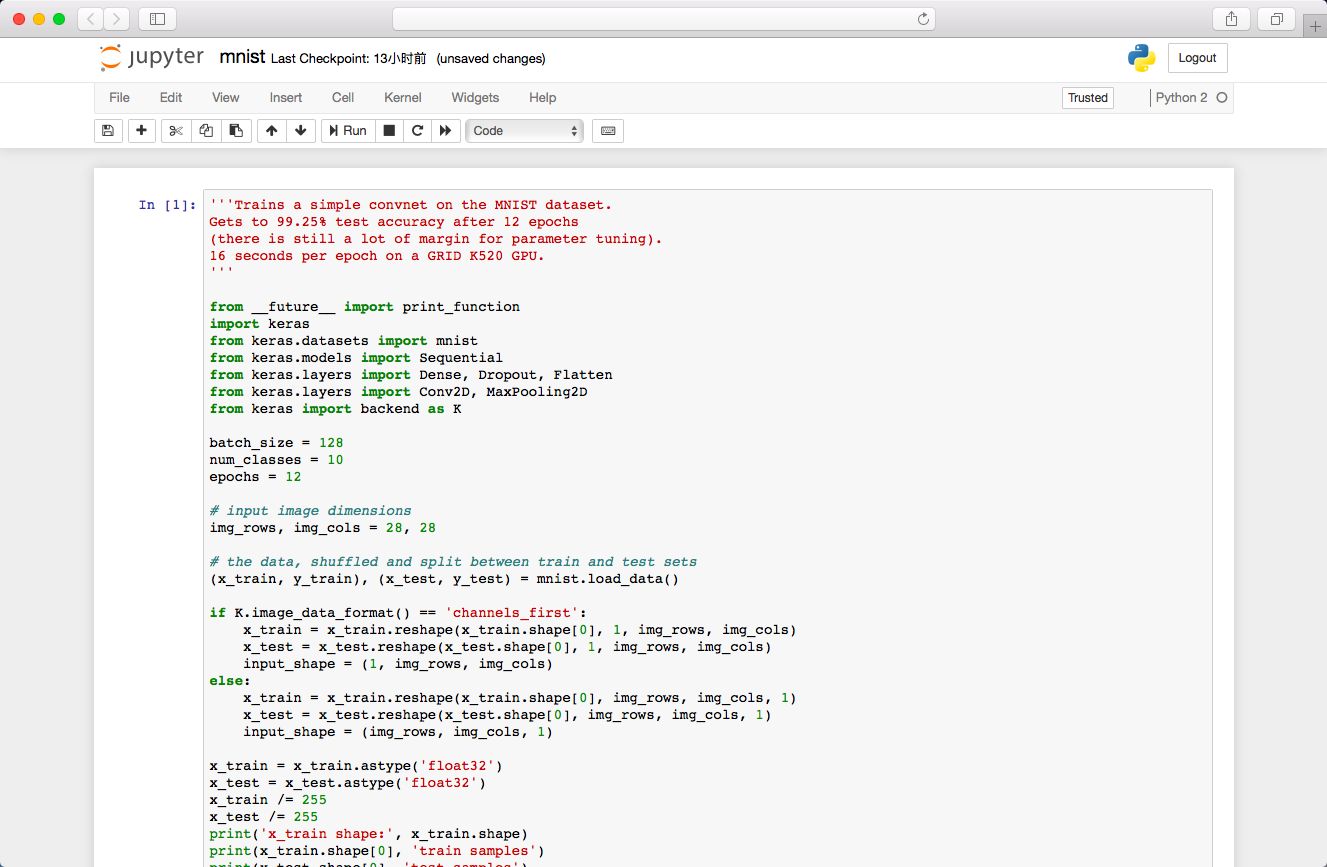 jupyter mnist Last Checkpoint: 13小时前 (unsaved changes) Logout
File Edit View Insert Cell Kernel Widgets Help Trusted Python 2
Run Code
In [1]:
'''Trains a simple convnet on the MNIST dataset.
Gets to 99.25% test accuracy after 12 epochs
(there is still a lot of margin for parameter tuning).
16 seconds per epoch on a GRID K520 GPU.
'''
from __future__ import print_function
import keras
from keras.datasets import mnist
from keras.models import Sequential
from keras.layers import Dense, Dropout, Flatten
from keras.layers import Conv2D, MaxPooling2D
from keras import backend as K
batch_size = 128
num_classes = 10
epochs = 12
# input image dimensions
img_rows, img_cols = 28, 28
# the data, shuffled and split between train and test sets
(x_train, y_train), (x_test, y_test) = mnist.load_data()
if K.image_data_format() == 'channels_first':
    x_train = x_train.reshape(x_train.shape[0], 1, img_rows, img_cols)
    x_test = x_test.reshape(x_test.shape[0], 1, img_rows, img_cols)
    input_shape = (1, img_rows, img_cols)
else:
    x_train = x_train.reshape(x_train.shape[0], img_rows, img_cols, 1)
    x_test = x_test.reshape(x_test.shape[0], img_rows, img_cols, 1)
    input_shape = (img_rows, img_cols, 1)
x_train = x_train.astype('float32')
x_test = x_test.astype('float32')
x_train /= 255
x_test /= 255
print('x_train shape:', x_train.shape)
print(x_train.shape[0], 'train samples')
print(x_test.shape[0], 'test samples')